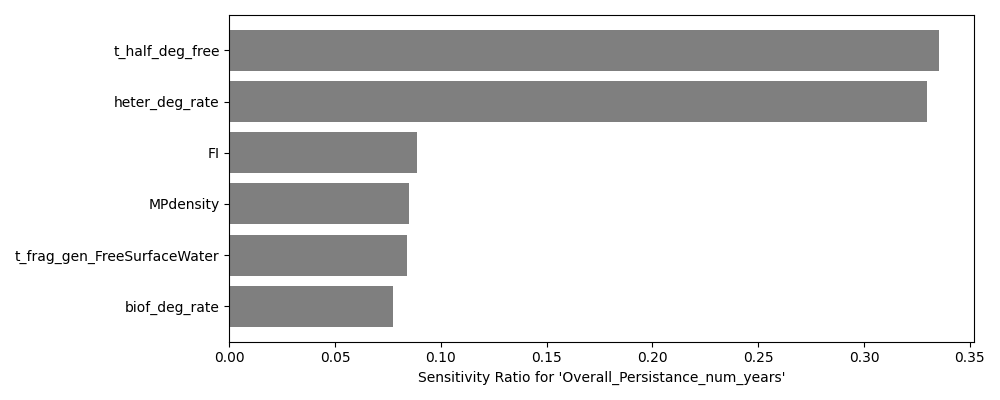 t_half_deg_free
heter_deg_rate
FI
MPdensity
t_frag_gen_FreeSurfaceWater
biof_deg_rate
0.00 0.05 0.10 0.15 0.20 0.25 0.30 0.35
Sensitivity Ratio for 'Overall_Persistance_num_years'